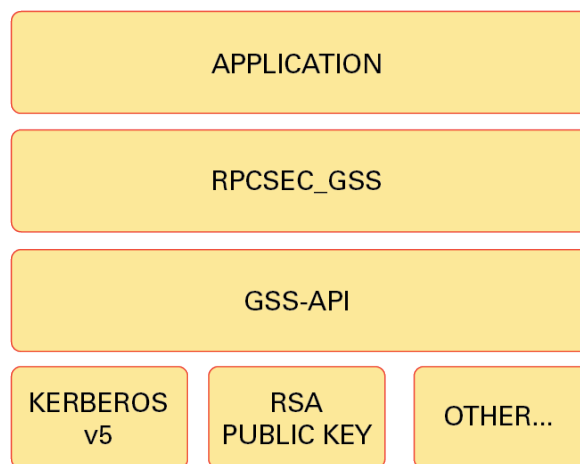 APPLICATION
RPCSEC_GSS
GSS-API
KERBEROS
v5
RSA
PUBLIC KEY
OTHER...